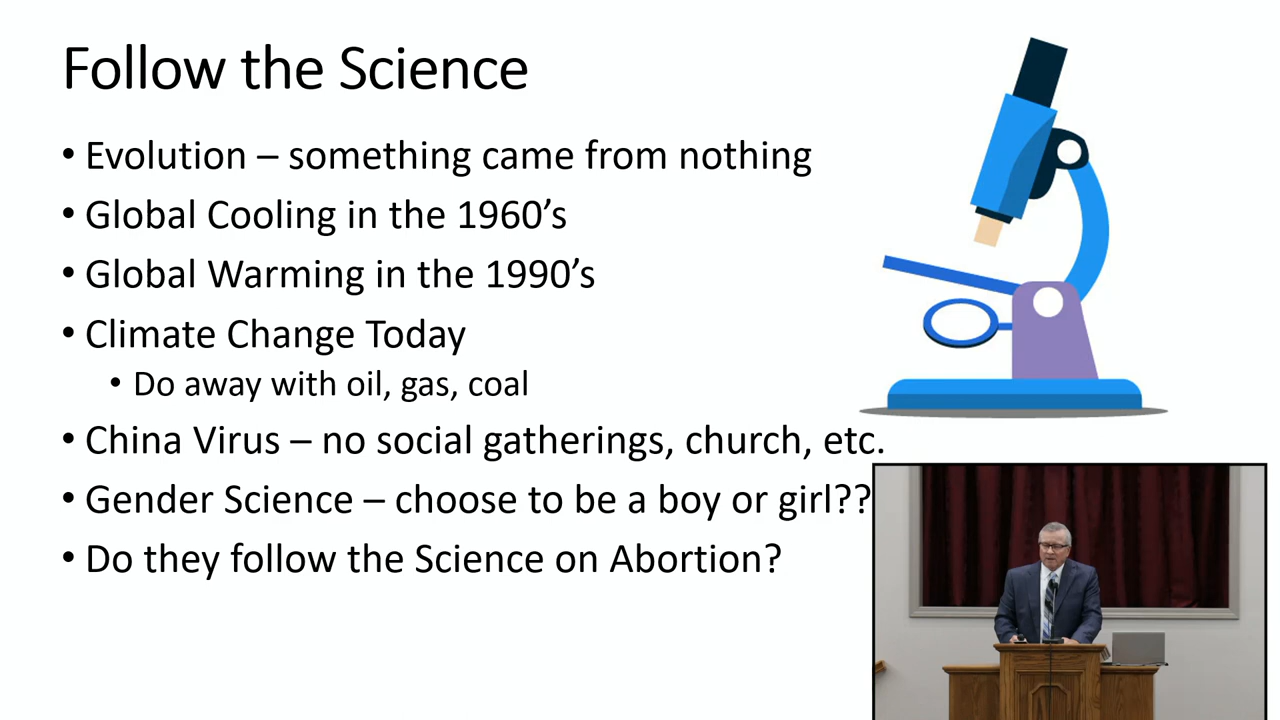 Follow the Science
• Evolution – something came from nothing
• Global Cooling in the 1960’s
• Global Warming in the 1990’s
• Climate Change Today
• Do away with oil, gas, coal
• China Virus – no social gatherings, church, etc.
• Gender Science – choose to be a boy or girl??
• Do they follow the Science on Abortion?